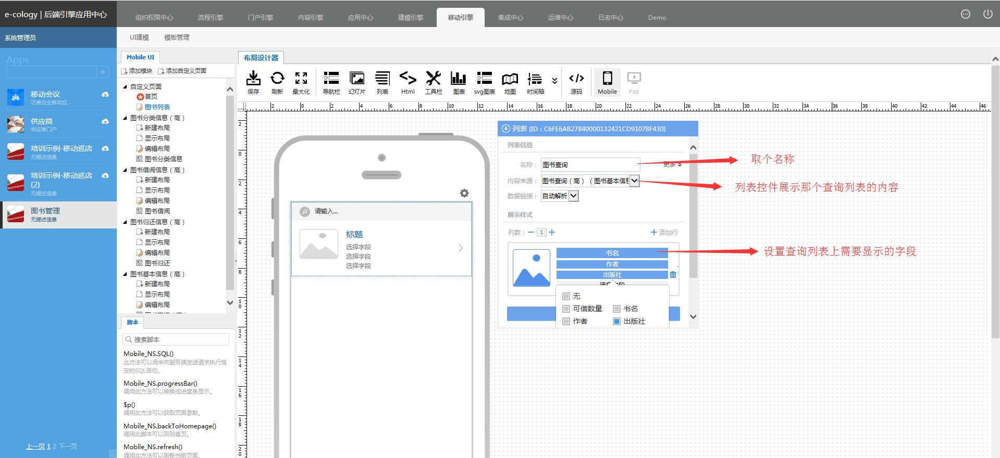 e-cology | 后端引擎应用中心
组织权限中心 流程引擎 门户引擎 内容引擎 应用中心 建模引擎 移动引擎 集成中心 运维中心 日志中心 Demo
系统管理员
UI建模 模板管理
Apps
移动会议
泛微企业移动应...
供应商
供应商门户
培训示例-移动巡店
无描述信息
培训示例-移动巡店
(2)
无描述信息
图书管理
无描述信息
上一页 1 2 下一页
Mobile UI
添加模块 添加自定义页面
自定义页面
首页
图书列表
图书分类信息（高）
新建布局
显示布局
编辑布局
图书分类信息
图书借阅信息（高）
新建布局
显示布局
编辑布局
图书借阅
图书归还信息（高）
新建布局
显示布局
编辑布局
图书归还
图书基本信息（高）
新建布局
显示布局
编辑布局
脚本
搜索脚本
Mobile_NS.SQL()
此方法可以用来向服务端发送请求执行指
定的SQL语句。
Mobile_NS.progressBar()
调用此方法可以转换成进度条显示。
$p()
调用此方法可以获取页面参数。
Mobile_NS.backToHomepage()
调用此脚本可以回到首页。
Mobile_NS.refresh()
调用此方法可以刷新当前页面。
布局设计器
保存 刷新 最大化 导航栏 幻灯片 列表 Html 工具栏 图表 svg图表 地图 时间轴 源码 Mobile Pad
2 0 2 4 6 8 10 12 14 16 18 20 22 24 26 28 30 32 34 36 38 40 42 44 46
2
0
2
4
6
8
10
12
14
16
18
20
请输入...
标题
选择字段
选择字段
选择字段
列表 (ID：C6FE6AB27840000132421CD91078F430)
列表信息
名称： 图书查询 更多
内容来源： 图书查询（高）（图书基本信息
数据链接： 自动解析
展示样式
列数： 1 添加行
书名
作者
出版社
无
可借数量 书名
作者 出版社
取个名称
列表控件展示那个查询列表的内容
设置查询列表上需要显示的字段